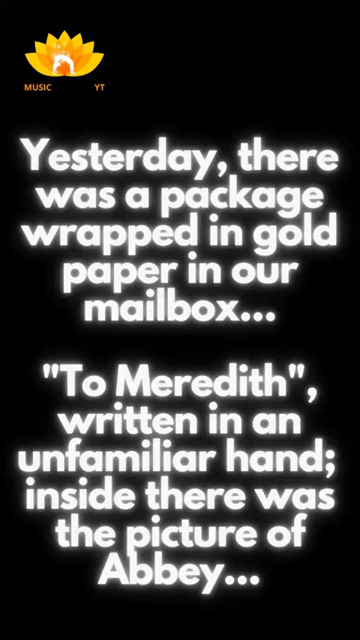 MUSIC YT
Yesterday, there
was a package
wrapped in gold
paper in our
mailbox...
"To Meredith",
written in an
unfamiliar hand;
inside there was
the picture of
Abbey...